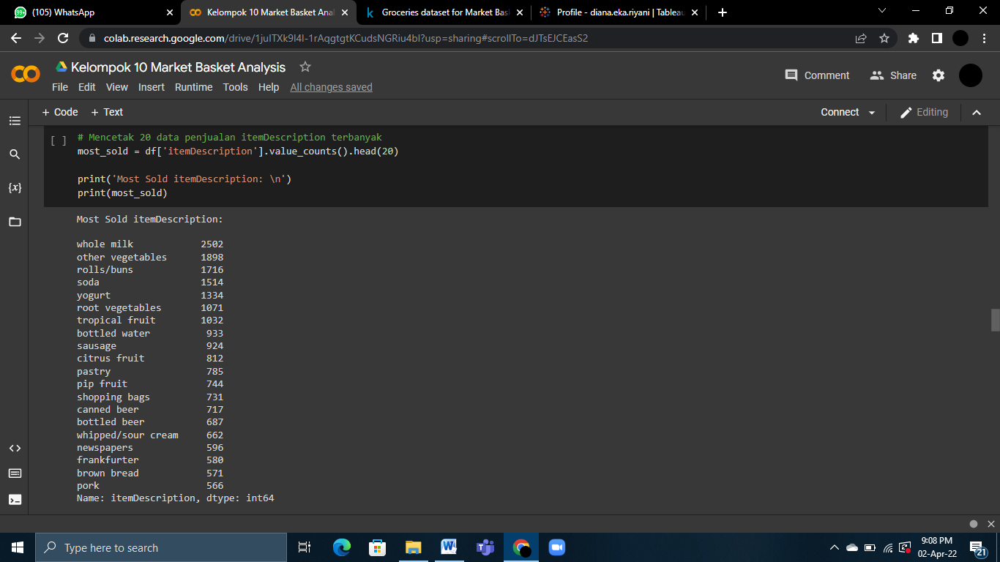 (105) WhatsApp
Kelompok 10 Market Basket Anal
Groceries dataset for Market Bas
Profile - diana.eka.riyani | Tableau
colab.research.google.com/drive/1juITXk9l4l-1rAqgtgtKCudsNGRiu4bl?usp=sharing#scrollTo=dJTsEJCEasS2
Kelompok 10 Market Basket Analysis
Comment
Share
File Edit View Insert Runtime Tools Help All changes saved
+ Code + Text
Connect
Editing
[ ] # Mencetak 20 data penjualan itemDescription terbanyak
most_sold = df['itemDescription'].value_counts().head(20)
print('Most Sold itemDescription: \n')
print(most_sold)
Most Sold itemDescription:
whole milk 2502
other vegetables 1898
rolls/buns 1716
soda 1514
yogurt 1334
root vegetables 1071
tropical fruit 1032
bottled water 933
sausage 924
citrus fruit 812
pastry 785
pip fruit 744
shopping bags 731
canned beer 717
bottled beer 687
whipped/sour cream 662
newspapers 596
frankfurter 580
brown bread 571
pork 566
Name: itemDescription, dtype: int64
Type here to search
9:08 PM
02-Apr-22
21